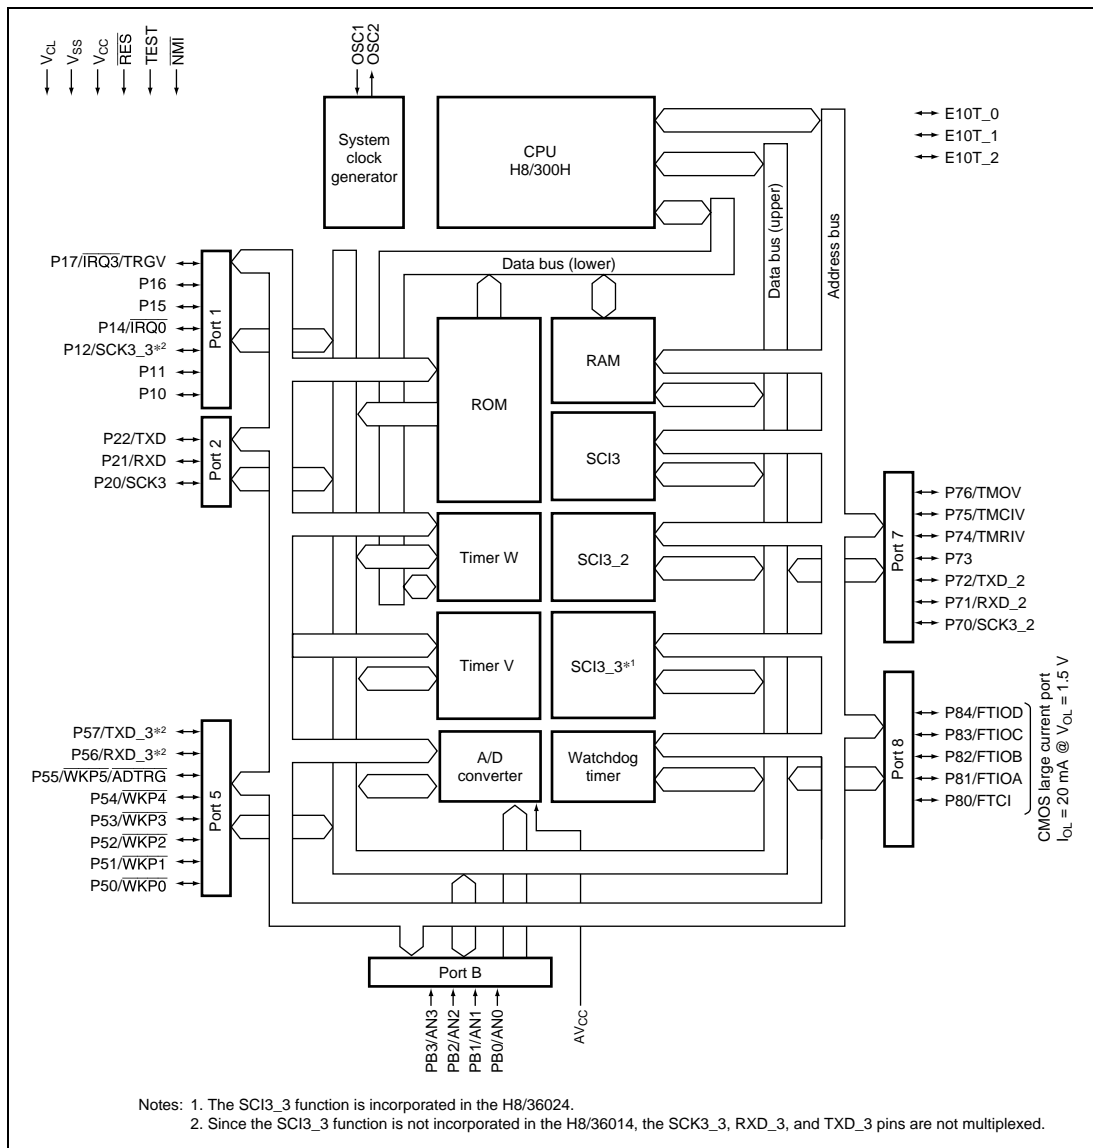 VCL
VSS
VCC
RES
TEST
NMI
OSC1
OSC2
System
clock
generator
CPU
H8/300H
E10T_0
E10T_1
E10T_2
Data bus (lower)
Data bus (upper)
Address bus
P17/IRQ3/TRGV
P16
P15
P14/IRQ0
P12/SCK3_3*2
P11
P10
Port 1
P22/TXD
P21/RXD
P20/SCK3
Port 2
ROM
RAM
SCI3
Timer W
SCI3_2
Timer V
SCI3_3*1
A/D
converter
Watchdog
timer
Port 7
P76/TMOV
P75/TMCIV
P74/TMRIV
P73
P72/TXD_2
P71/RXD_2
P70/SCK3_2
Port 8
P84/FTIOD
P83/FTIOC
P82/FTIOB
P81/FTIOA
P80/FTCI
CMOS large current port
IOL = 20 mA @ VOL = 1.5 V
P57/TXD_3*2
P56/RXD_3*2
P55/WKP5/ADTRG
P54/WKP4
P53/WKP3
P52/WKP2
P51/WKP1
P50/WKP0
Port 5
Port B
PB3/AN3
PB2/AN2
PB1/AN1
PB0/AN0
AVCC
Notes: 1. The SCI3_3 function is incorporated in the H8/36024.
2. Since the SCI3_3 function is not incorporated in the H8/36014, the SCK3_3, RXD_3, and TXD_3 pins are not multiplexed.